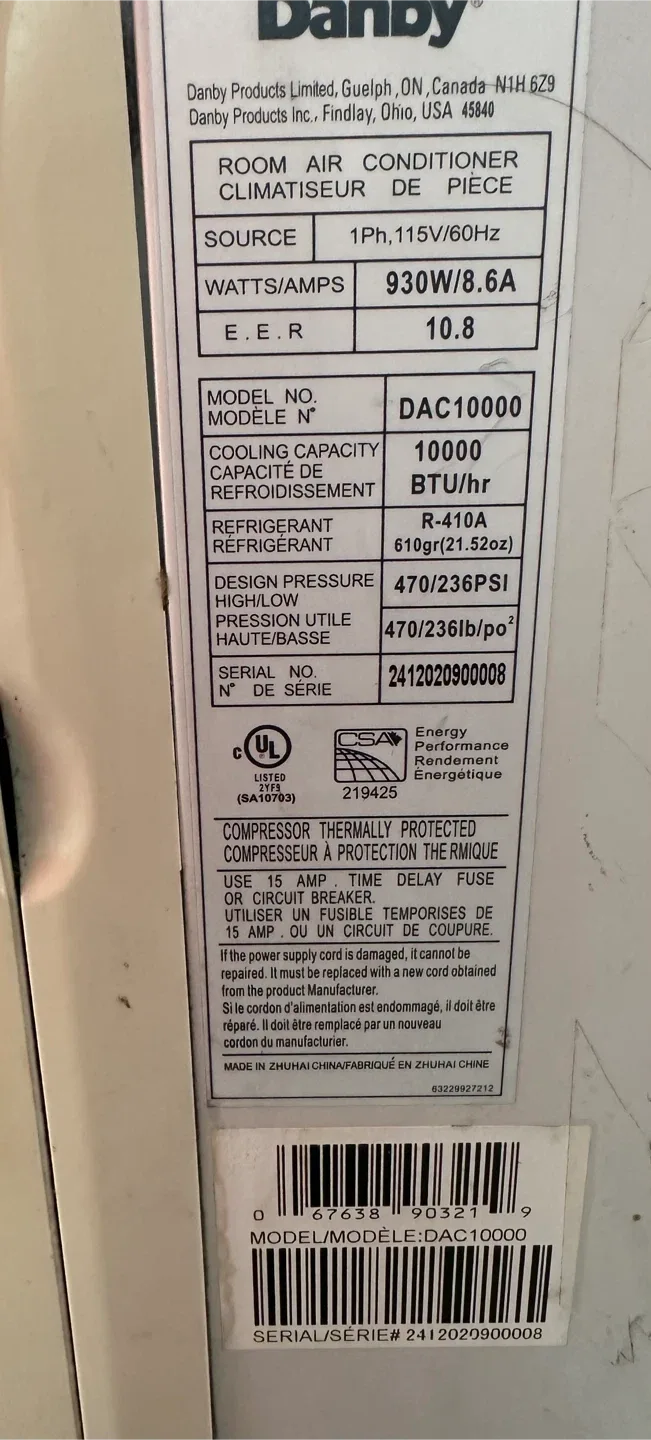 Danby®
Danby Products Limited, Guelph ,ON ,Canada N1H 6Z9
Danby Products Inc., Findlay, Ohio, USA 45840
ROOM AIR CONDITIONER
CLIMATISEUR DE PIÈCE
SOURCE 1Ph,115V/60Hz
WATTS/AMPS 930W/8.6A
E.E.R 10.8
MODEL NO.
MODÈLE N° DAC10000
COOLING CAPACITY
CAPACITÉ DE
REFROIDISSEMENT
10000
BTU/hr
REFRIGERANT
RÉFRIGÉRANT
R-410A
610gr(21.52oz)
DESIGN PRESSURE
HIGH/LOW
470/236PSI
PRESSION UTILE
HAUTE/BASSE
470/236lb/po²
SERIAL NO.
N° DE SÉRIE
2412020900008
c UL
LISTED
2YF9
(SA10703)
CSA
219425
Energy
Performance
Rendement
Énergétique
COMPRESSOR THERMALLY PROTECTED
COMPRESSEUR À PROTECTION THERMIQUE
USE 15 AMP . TIME DELAY FUSE
OR CIRCUIT BREAKER.
UTILISER UN FUSIBLE TEMPORISES DE
15 AMP . OU UN CIRCUIT DE COUPURE.
If the power supply cord is damaged, it cannot be
repaired. It must be replaced with a new cord obtained
from the product Manufacturer.
Si le cordon d'alimentation est endommagé, il doit être
réparé. Il doit être remplacé par un nouveau
cordon du manufacturier.
MADE IN ZHUHAI CHINA/FABRIQUÉ EN ZHUHAI CHINE
63229927212
0 67638 90321 9
MODEL/MODÈLE:DAC10000
SERIAL/SÉRIE# 2412020900008